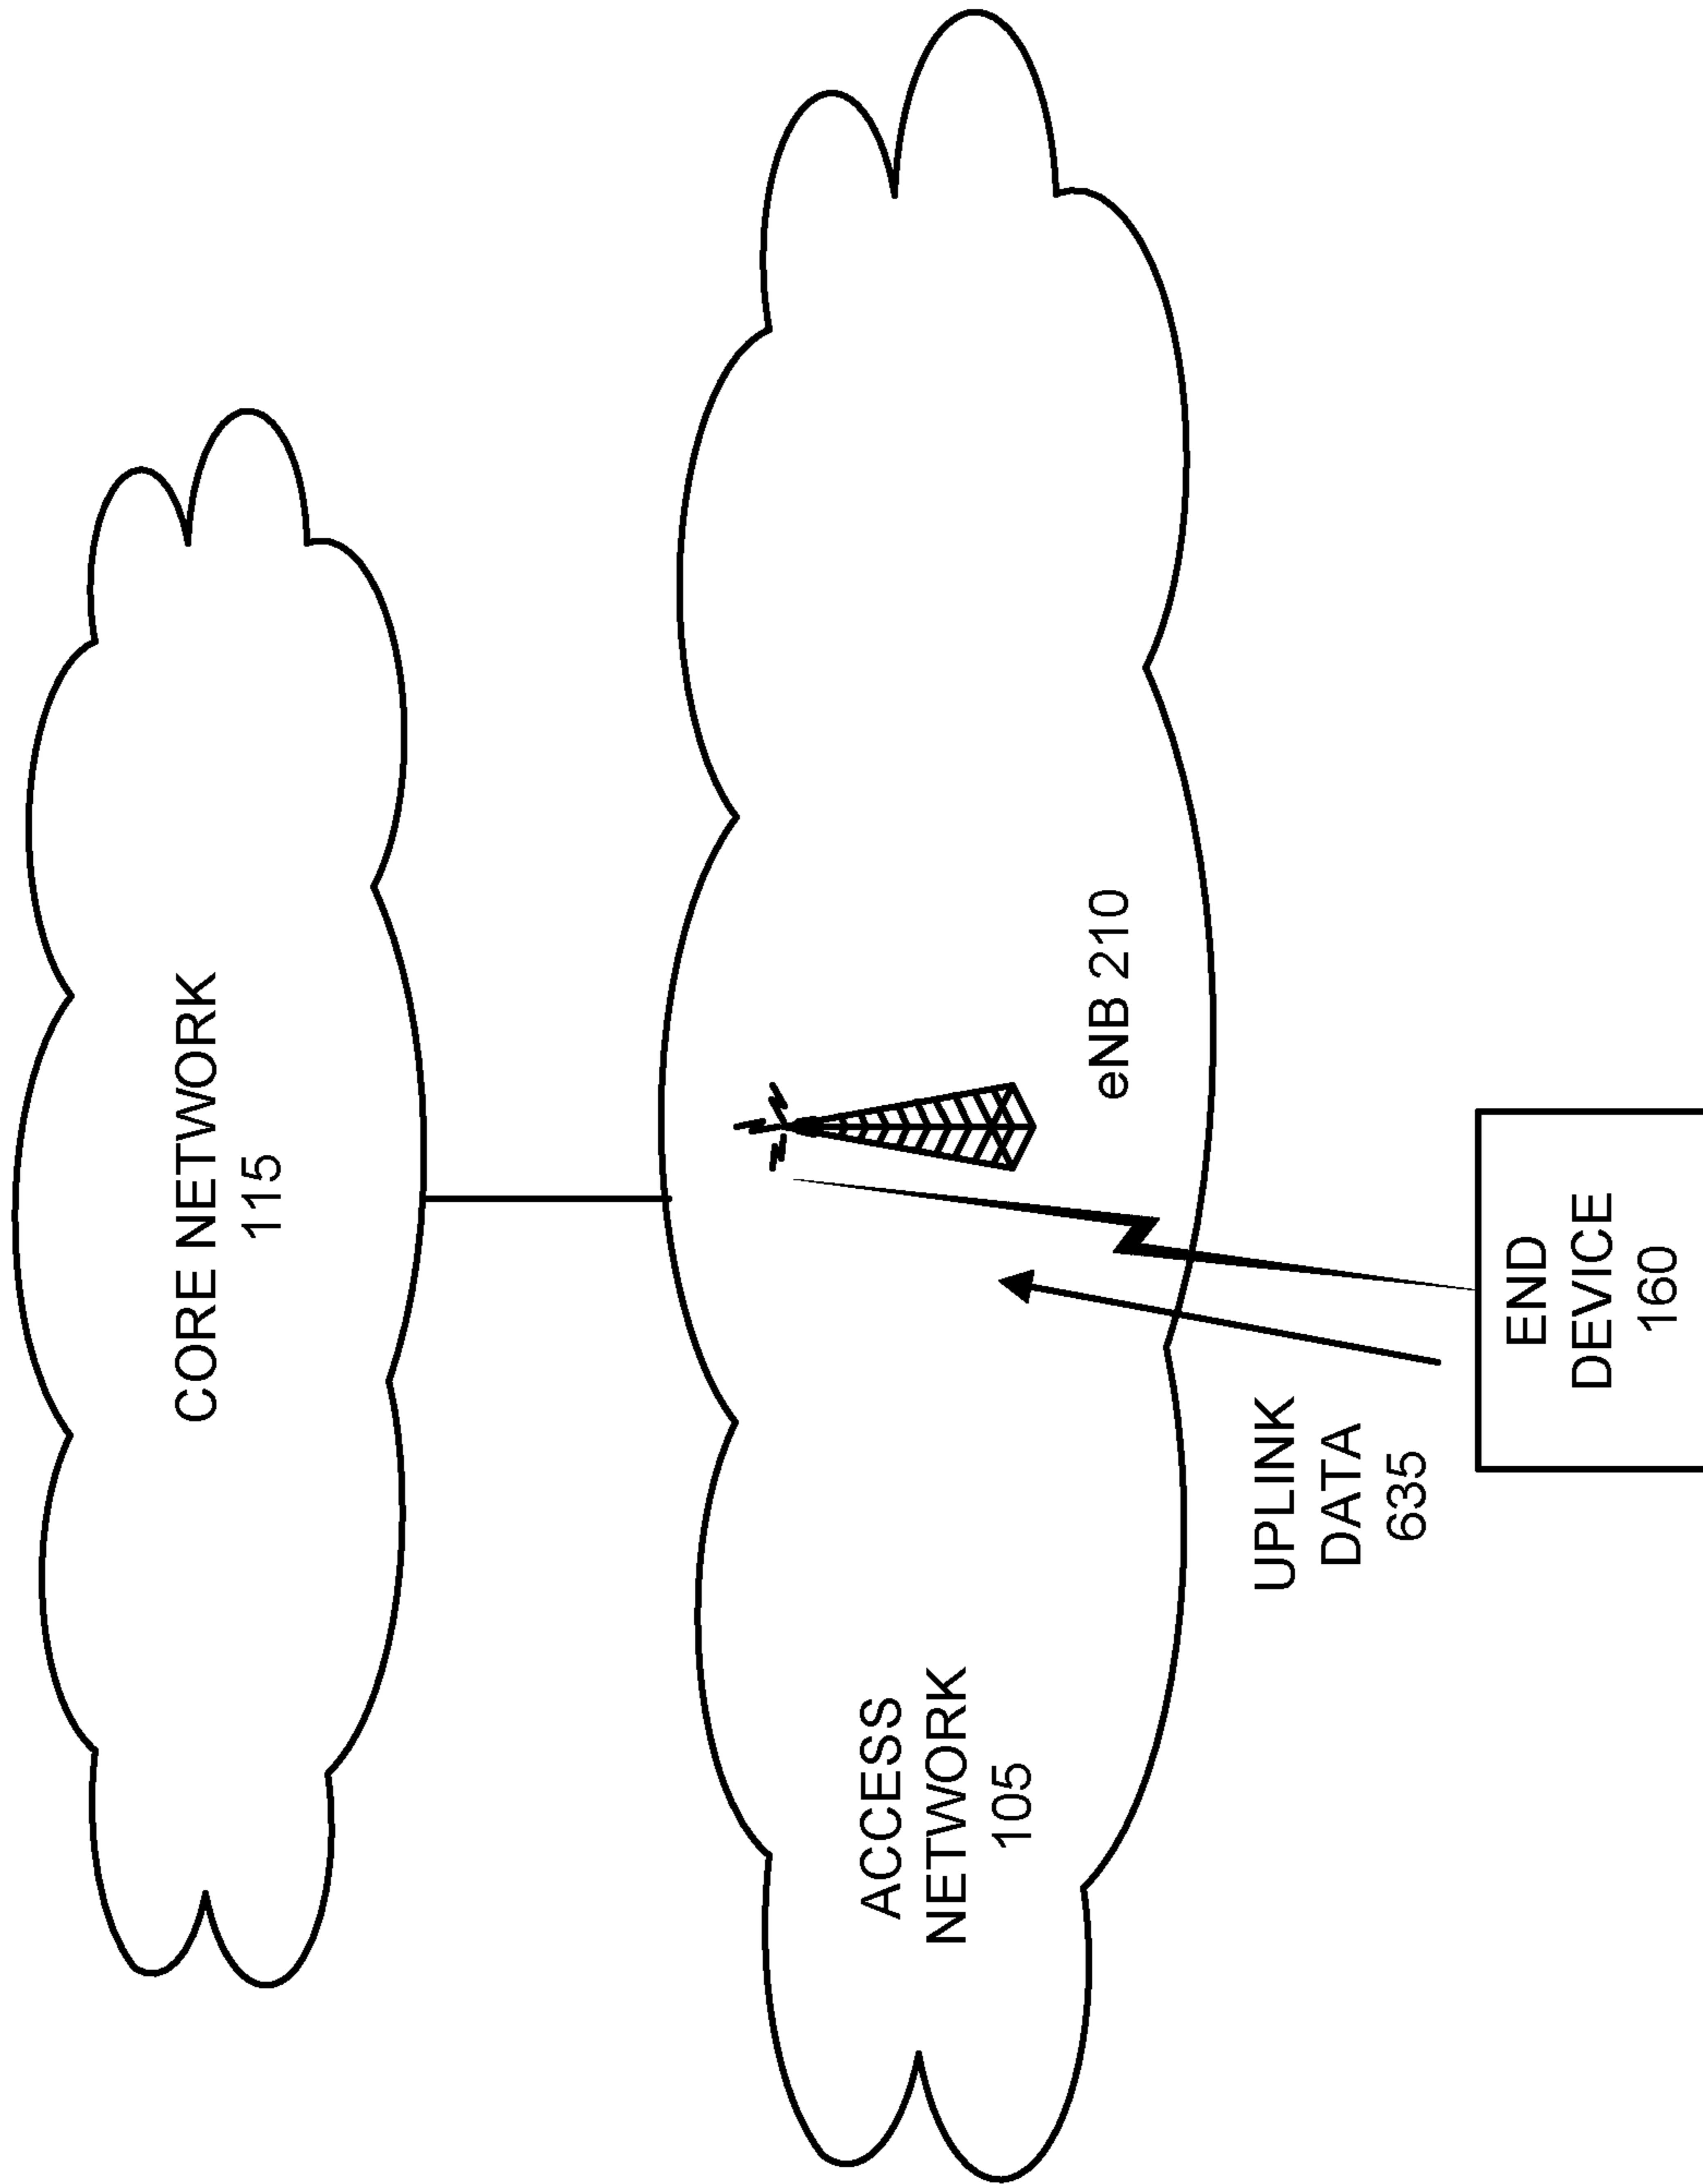 CORE NETWORK
115
ACCESS
NETWORK
105
eNB 210
UPLINK
DATA
635
END
DEVICE
160